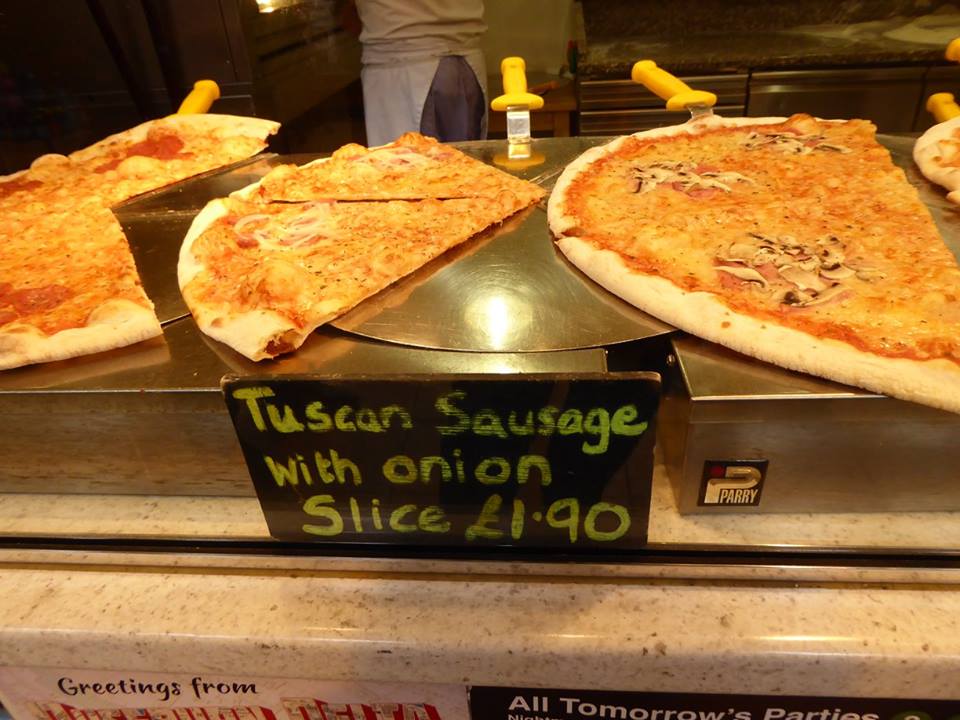 Tuscan Sausage
with onion
Slice £1.90
PARRY
Greetings from
All Tomorrow's Parties